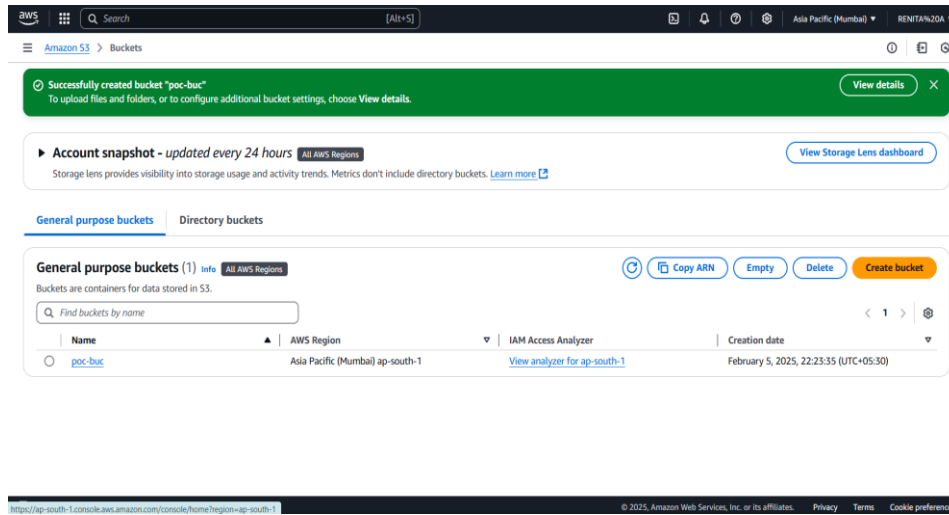 aws
Search [Alt+S] Asia Pacific (Mumbai) ▼ RENITA%20A
Amazon S3 > Buckets
Successfully created bucket "poc-buc"
To upload files and folders, or to configure additional bucket settings, choose View details.
View details
Account snapshot - updated every 24 hours All AWS Regions
Storage lens provides visibility into storage usage and activity trends. Metrics don't include directory buckets. Learn more
View Storage Lens dashboard
General purpose buckets Directory buckets
General purpose buckets (1) Info All AWS Regions
Copy ARN Empty Delete Create bucket
Buckets are containers for data stored in S3.
Find buckets by name
< 1 >
Name AWS Region IAM Access Analyzer Creation date
poc-buc Asia Pacific (Mumbai) ap-south-1 View analyzer for ap-south-1 February 5, 2025, 22:23:35 (UTC+05:30)
https://ap-south-1.console.aws.amazon.com/console/home?region=ap-south-1 © 2025, Amazon Web Services, Inc. or its affiliates. Privacy Terms Cookie preferen